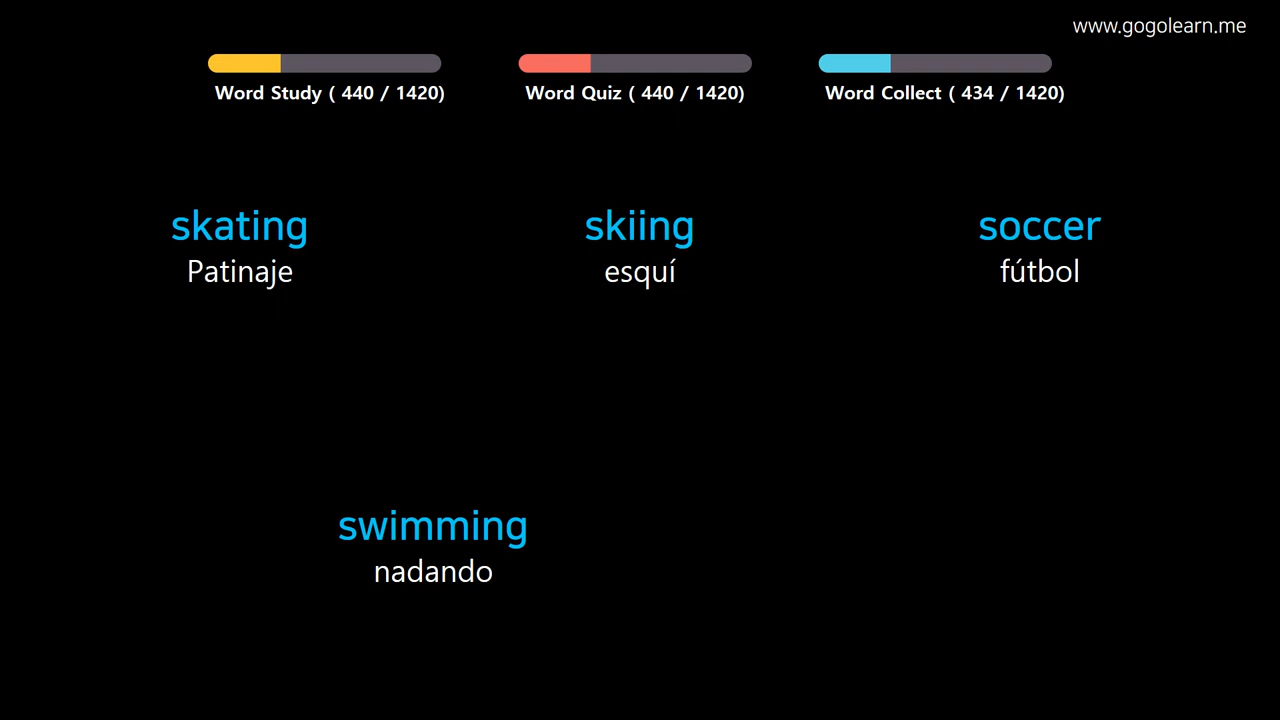 www.gogolearn.me
Word Study ( 440 / 1420)
Word Quiz ( 440 / 1420)
Word Collect ( 434 / 1420)
skating
Patinaje
skiing
esquí
soccer
fútbol
swimming
nadando